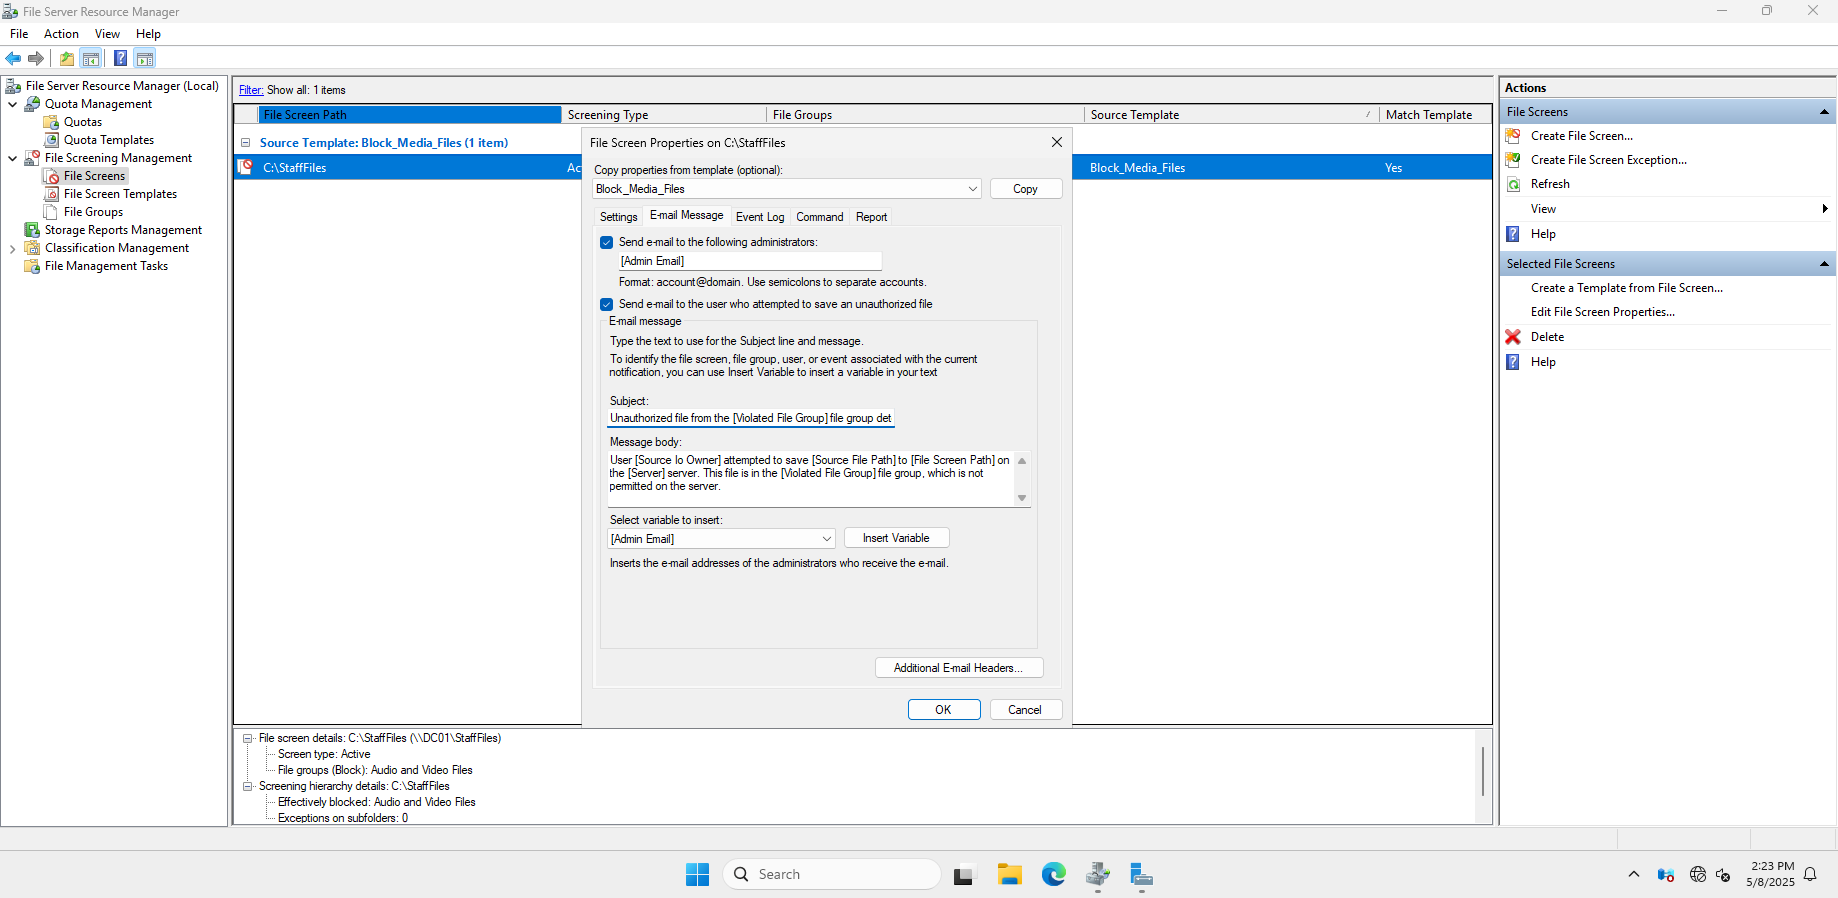 File Server Resource Manager
File Action View Help
File Server Resource Manager (Local)
Quota Management
Quotas
Quota Templates
File Screening Management
File Screens
File Screen Templates
File Groups
Storage Reports Management
Classification Management
File Management Tasks
Filter: Show all: 1 items
File Screen Path Screening Type File Groups Source Template Match Template
Source Template: Block_Media_Files (1 item)
C:\StaffFiles Ac Block_Media_Files Yes
File Screen Properties on C:\StaffFiles
Copy properties from template (optional):
Block_Media_Files Copy
Settings E-mail Message Event Log Command Report
Send e-mail to the following administrators:
[Admin Email]
Format: account@domain. Use semicolons to separate accounts.
Send e-mail to the user who attempted to save an unauthorized file
E-mail message
Type the text to use for the Subject line and message.
To identify the file screen, file group, user, or event associated with the current
notification, you can use Insert Variable to insert a variable in your text
Subject:
Unauthorized file from the [Violated File Group] file group det
Message body:
User [Source Io Owner] attempted to save [Source File Path] to [File Screen Path] on
the [Server] server. This file is in the [Violated File Group] file group, which is not
permitted on the server.
Select variable to insert:
[Admin Email] Insert Variable
Inserts the e-mail addresses of the administrators who receive the e-mail.
Additional E-mail Headers...
OK Cancel
File screen details: C:\StaffFiles (\\DC01\StaffFiles)
Screen type: Active
File groups (Block): Audio and Video Files
Screening hierarchy details: C:\StaffFiles
Effectively blocked: Audio and Video Files
Exceptions on subfolders: 0
Actions
File Screens
Create File Screen...
Create File Screen Exception...
Refresh
View
Help
Selected File Screens
Create a Template from File Screen...
Edit File Screen Properties...
Delete
Help
Search
2:23 PM
5/8/2025